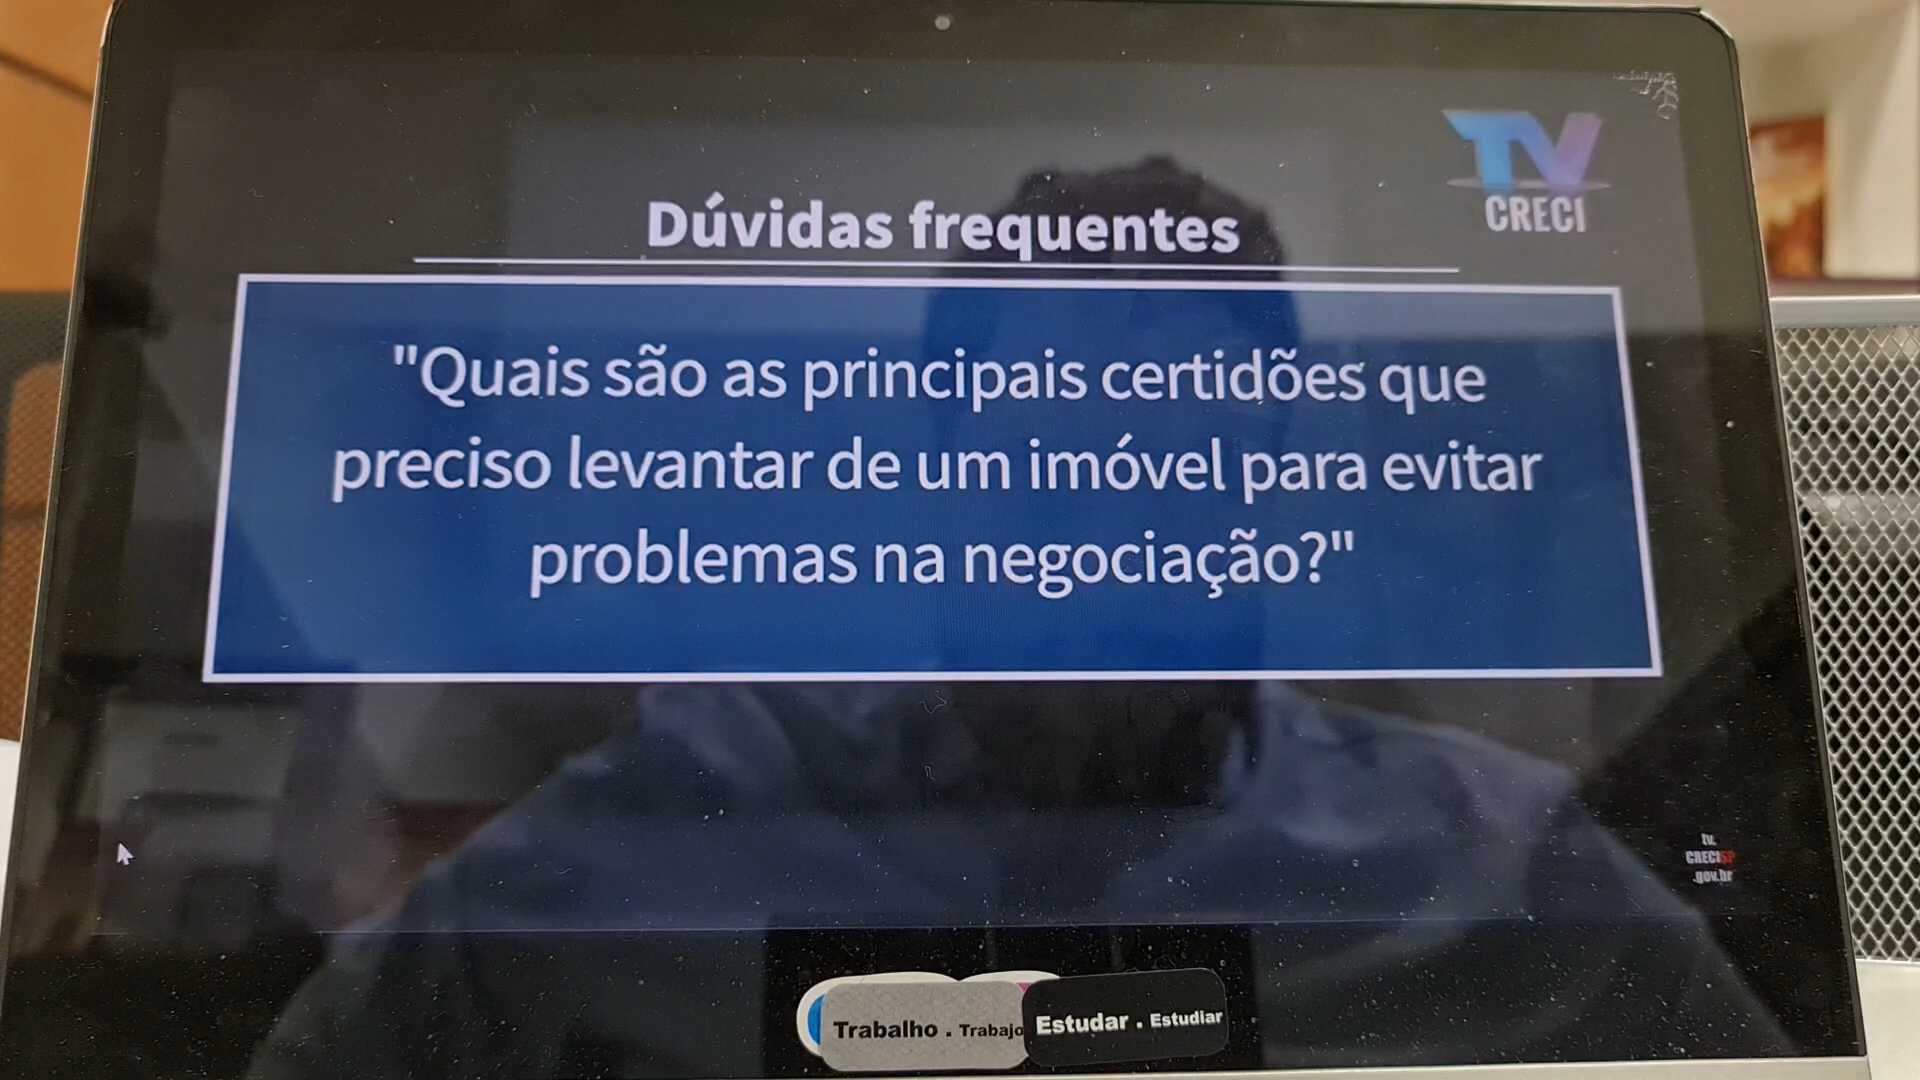 TV
CRECI
Dúvidas frequentes
"Quais são as principais certidões que
preciso levantar de um imóvel para evitar
problemas na negociação?"
tv.
CRECISP
.gov.br
Trabalho . Trabajo
Estudar . Estudiar